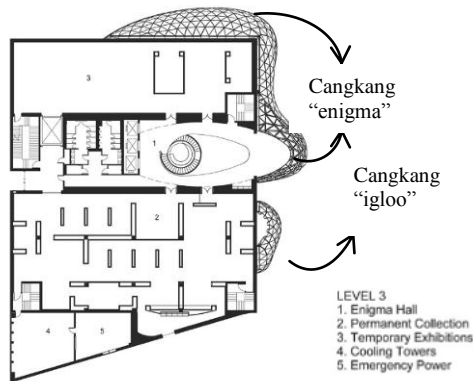 Cangkang
“enigma”
Cangkang
“igloo”
3
1
2
4
5
LEVEL 3
1. Enigma Hall
2. Permanent Collection
3. Temporary Exhibitions
4. Cooling Towers
5. Emergency Power